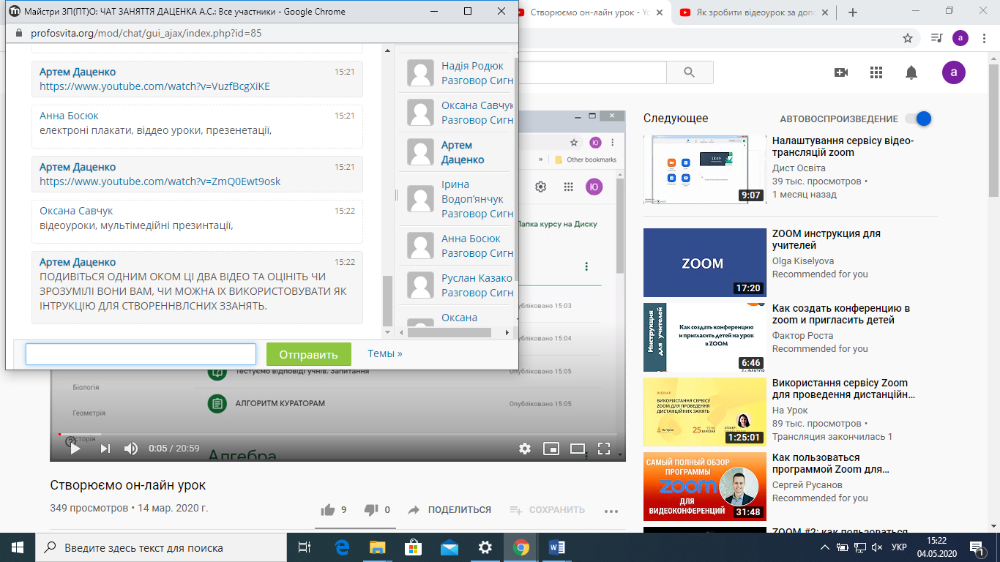 Майстри ЗП(ПТ)О: ЧАТ ЗАНЯТТЯ ДАЦЕНКА А.С.: Все участники - Google Chrome
profosvita.org/mod/chat/gui_ajax/index.php?id=85
Артем Даценко 15:21
https://www.youtube.com/watch?v=VuzfBcgXiKE
Анна Босюк 15:21
електроні плакати, віддео уроки, презенетації,
Артем Даценко 15:21
https://www.youtube.com/watch?v=ZmQ0Ewt9osk
Оксана Савчук 15:22
відеоуроки, мультімедійні презинтації,
Артем Даценко 15:22
ПОДИВІТЬСЯ ОДНИМ ОКОМ ЦІ ДВА ВІДЕО ТА ОЦІНІТЬ ЧИ
ЗРОЗУМІЛІ ВОНИ ВАМ, ЧИ МОЖНА ІХ ВИКОРИСТОВУВАТИ ЯК
ІНТРУКЦІЮ ДЛЯ СТВОРЕННВЛСНИХ ЗЗАНЯТЬ.
Надія Родюк
Разговор Сигн
Оксана Савчук
Разговор Сигн
Артем
Даценко
Ірина
Водоп’янчук
Разговор Сигн
Анна Босюк
Разговор Сигн
Руслан Казако
Разговор Сигн
Оксана
Отправить
Темы »
Створюємо он-лайн урок - Yo
Як зробити відеоурок за доп
a
Ю
» Other bookmarks
Ю
Папка курсу на Диску
публіковано 15:03
публіковано 15:04
Тестуємо відповіді учнів. Запитання
Опубліковано 15:05
Біологія
АЛГОРИТМ КУРАТОРАМ
Опубліковано 15:05
Геометрія
Історія
Алгебра
0:05 / 20:59
Створюємо он-лайн урок
349 просмотров • 14 мар. 2020 г.
9
0
ПОДЕЛИТЬСЯ
СОХРАНИТЬ
a
Следующее
АВТОВОСПРОИЗВЕДЕНИЕ
18:49
9:07
Налаштування сервісу відео-
трансляцій zoom
Дист Освіта
39 тыс. просмотров •
1 месяц назад
ZOOM
17:20
ZOOM инструкция для
учителей
Olga Kiselyova
Recommended for you
Инструкция
для учителей
Как создать конференцию
и пригласить детей на урок
в ZOOM
6:46
Как создать конференцию в
zoom и пригласить детей
Фактор Роста
Recommended for you
ВЕБІНАР
ВИКОРИСТАННЯ СЕРВІСУ
ZOOM ДЛЯ ПРОВЕДЕННЯ
ДИСТАНЦІЙНИХ ЗАНЯТЬ
На Урок
25
1:25:01
Використання сервісу Zoom
для проведення дистанційн...
На Урок
89 тыс. просмотров •
Трансляция закончилась 1
САМЫЙ ПОЛНЫЙ ОБЗОР
ПРОГРАММЫ
zoom
ДЛЯ
ВИДЕОКОНФЕРЕНЦИЙ
31:48
Как пользоваться
программой Zoom для...
Сергей Русанов
Recommended for you
ZOOM #2: как пользоваться
Введите здесь текст для поиска
УКР
15:22
04.05.2020
1